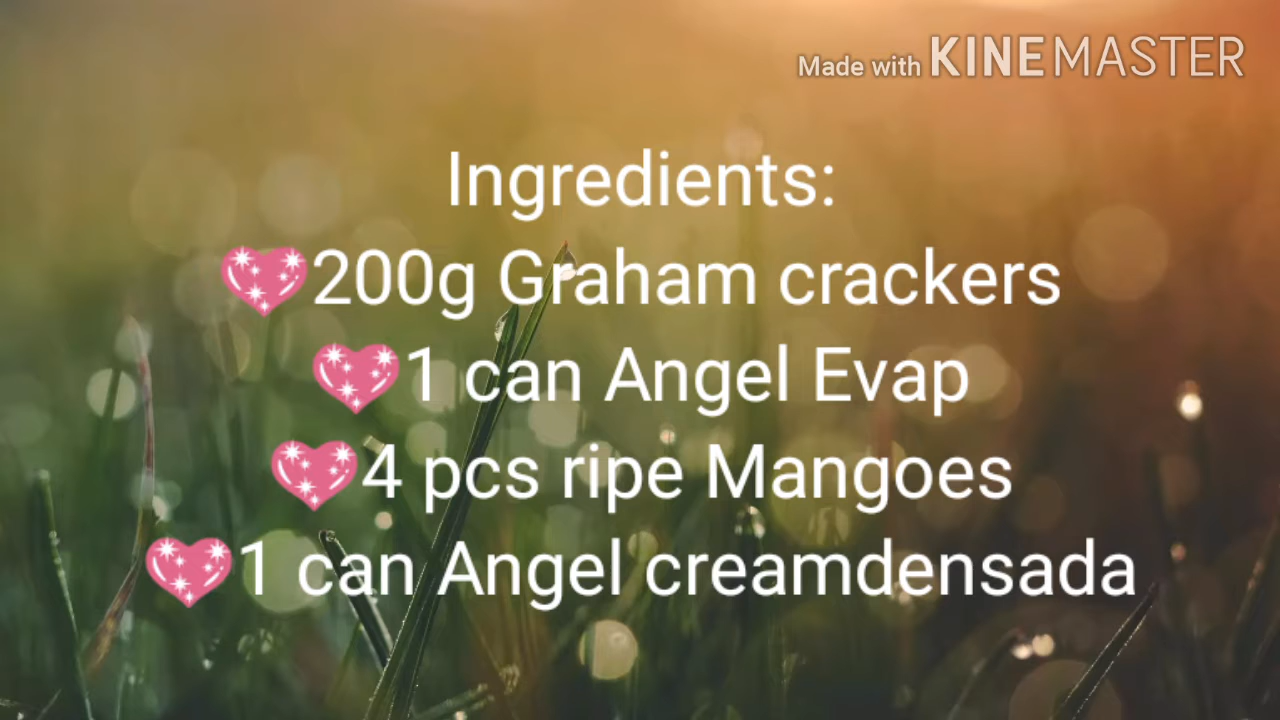 Made with KINEMASTER
Ingredients:
💖200g Graham crackers
💖1 can Angel Evap
💖4 pcs ripe Mangoes
💖1 can Angel creamdensada